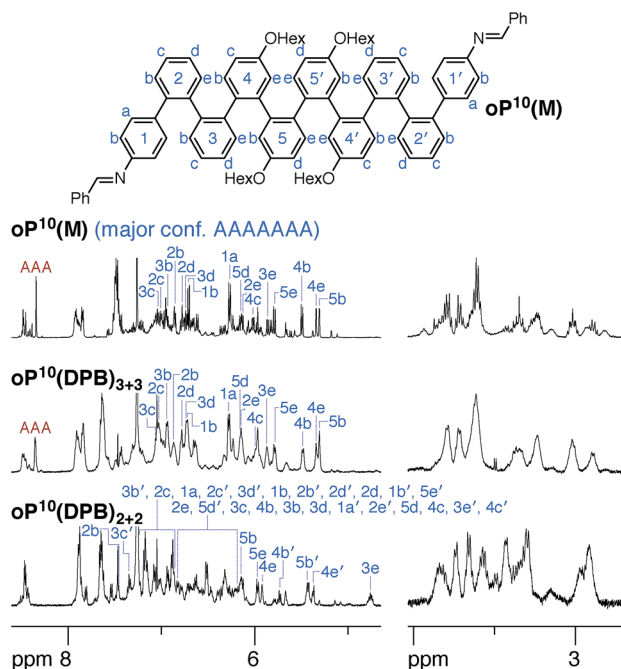 Ph
OHex OHex
N
c d c d c d c
b 2 e b 4 e e 5′ b e 3′ b 1′ b
a a
b 1 b 3 e b 5 e e 4′ b e 2′ b
oP10(M)
c d c d d c d c
N HexO HexO
Ph
oP10(M) (major conf. AAAAAAA)
AAA
2b 1a
3b 2d 5d 3e 4b 4e
2c 3d 2e
3c 1b 4c 5e 5b
oP10(DPB)3+3
AAA
3b 2b 1a 5d
2c 2d 3d 2e 3e 4e
3c 1b 4c 5e 4b 5b
3b′, 2c, 1a, 2c′, 3d′, 1b, 2b′, 2d′, 2d, 1b′, 5e′
oP10(DPB)2+2
2e, 5d′, 3c, 4b, 3b, 3d, 1a′, 2e′, 5d, 4c, 3e′, 4c′
2b 3c′
5b
5e 4b′ 5b′
4e 4e′ 3e
ppm 8 6 ppm 3